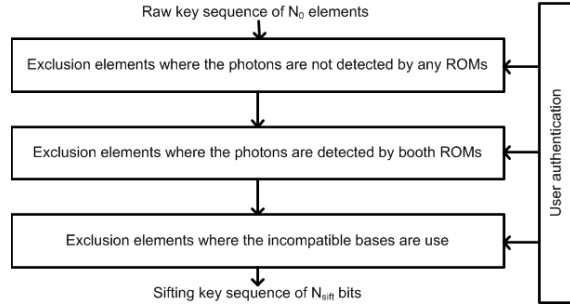 Raw key sequence of N₀ elements
Exclusion elements where the photons are not detected by any ROMs
Exclusion elements where the photons are detected by booth ROMs
Exclusion elements where the incompatible bases are use
Sifting key sequence of Nsift bits
User authentication